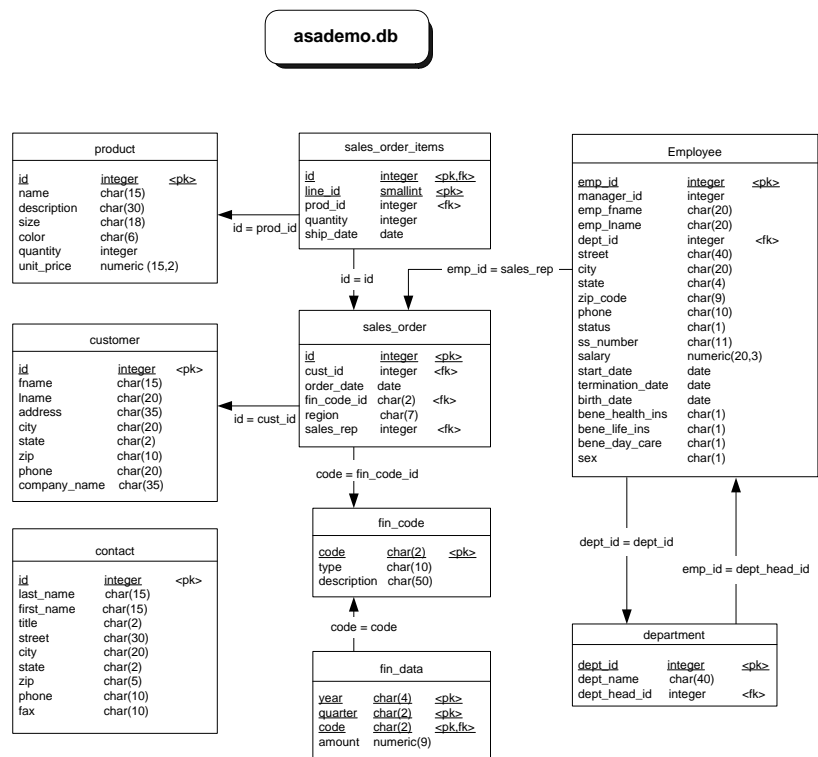 asademo.db
product
id integer <pk>
name char(15)
description char(30)
size char(18)
color char(6)
quantity integer
unit_price numeric (15,2)
id = prod_id
sales_order_items
id integer <pk,fk>
line_id smallint <pk>
prod_id integer <fk>
quantity integer
ship_date date
id = id
emp_id = sales_rep
Employee
emp_id integer <pk>
manager_id integer
emp_fname char(20)
emp_lname char(20)
dept_id integer <fk>
street char(40)
city char(20)
state char(4)
zip_code char(9)
phone char(10)
status char(1)
ss_number char(11)
salary numeric(20,3)
start_date date
termination_date date
birth_date date
bene_health_ins char(1)
bene_life_ins char(1)
bene_day_care char(1)
sex char(1)
customer
id integer <pk>
fname char(15)
lname char(20)
address char(35)
city char(20)
state char(2)
zip char(10)
phone char(20)
company_name char(35)
id = cust_id
sales_order
id integer <pk>
cust_id integer <fk>
order_date date
fin_code_id char(2) <fk>
region char(7)
sales_rep integer <fk>
code = fin_code_id
contact
id integer <pk>
last_name char(15)
first_name char(15)
title char(2)
street char(30)
city char(20)
state char(2)
zip char(5)
phone char(10)
fax char(10)
fin_code
code char(2) <pk>
type char(10)
description char(50)
code = code
fin_data
year char(4) <pk>
quarter char(2) <pk>
code char(2) <pk,fk>
amount numeric(9)
dept_id = dept_id
emp_id = dept_head_id
department
dept_id integer <pk>
dept_name char(40)
dept_head_id integer <fk>